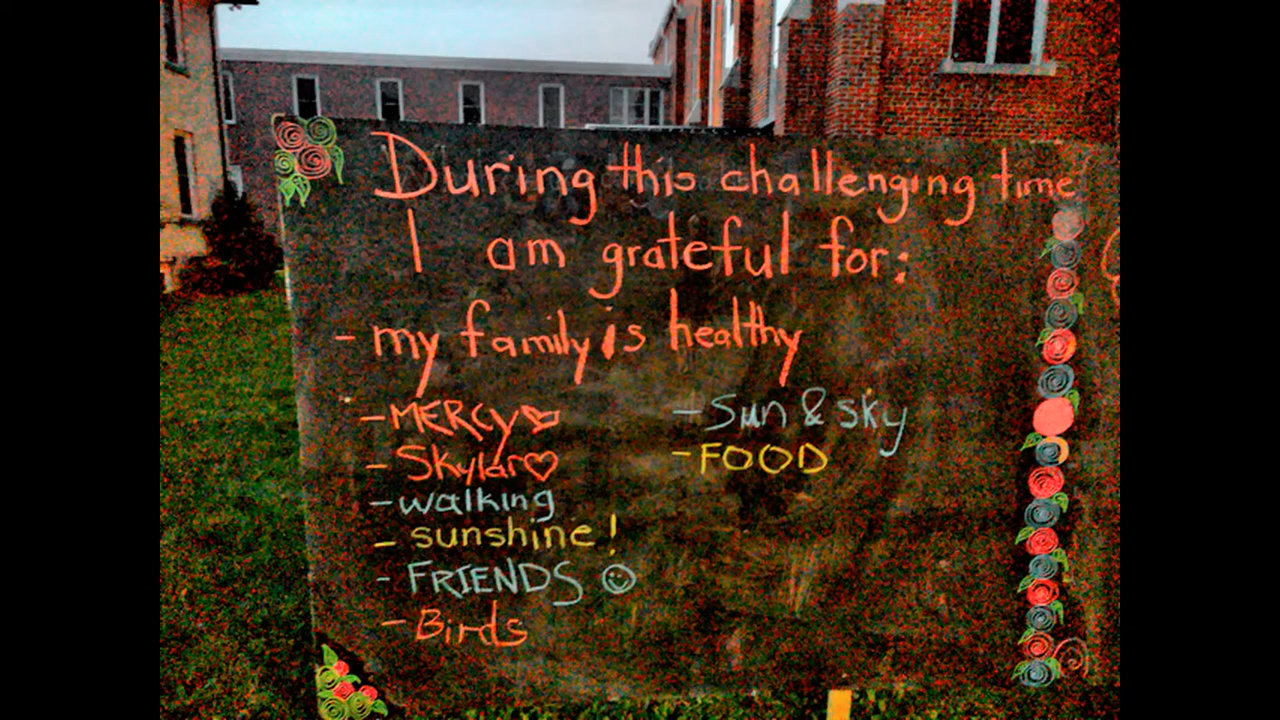 During this challenging time
I am grateful for:
- my family is healthy
- MERCY
- Skylar
- walking
- sunshine!
- FRIENDS
- Birds
- Sun & sky
- FOOD